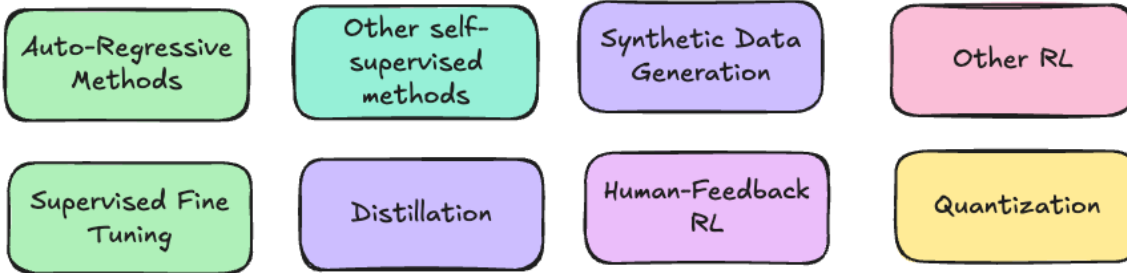 Auto-Regressive
Methods
Other self-
supervised
methods
Synthetic Data
Generation
Other RL
Supervised Fine
Tuning
Distillation
Human-Feedback
RL
Quantization